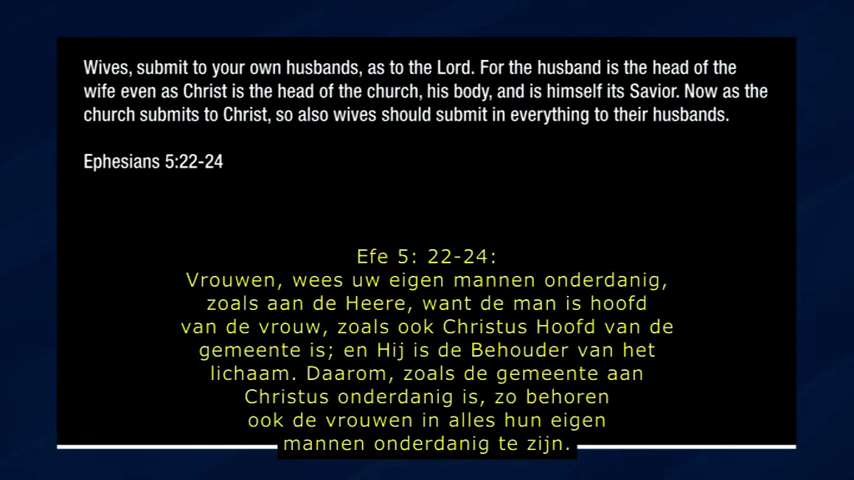 Wives, submit to your own husbands, as to the Lord. For the husband is the head of the
wife even as Christ is the head of the church, his body, and is himself its Savior. Now as the
church submits to Christ, so also wives should submit in everything to their husbands.
Ephesians 5:22-24
Efe 5: 22-24:
Vrouwen, wees uw eigen mannen onderdanig,
zoals aan de Heere, want de man is hoofd
van de vrouw, zoals ook Christus Hoofd van de
gemeente is; en Hij is de Behouder van het
lichaam. Daarom, zoals de gemeente aan
Christus onderdanig is, zo behoren
ook de vrouwen in alles hun eigen
mannen onderdanig te zijn.